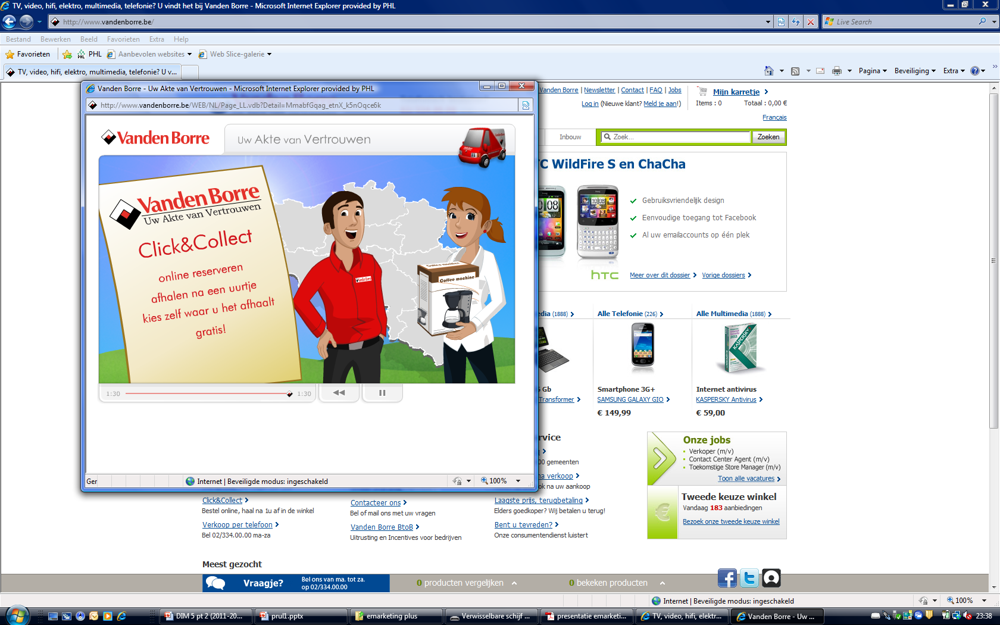 TV, video, hifi, elektro, multimedia, telefonie? U vindt het bij Vanden Borre - Microsoft Internet Explorer provided by PHL
http://www.vandenborre.be/
Live Search
Bestand Bewerken Beeld Favorieten Extra Help
Favorieten PHL Aanbevolen websites Web Slice-galerie
TV, video, hifi, elektro, multimedia, telefonie? U v...
Pagina Beveiliging Extra
Vanden Borre - Uw Akte van Vertrouwen - Microsoft Internet Explorer provided by PHL
http://www.vandenborre.be/WEB/NL/Page_LL.vdb?Detail=MmabfGqag_etnX_k5nOqce6k
Vanden Borre
Uw Akte van Vertrouwen
Vanden Borre
Uw Akte van Vertrouwen
Click&Collect
online reserveren
afhalen na een uurtje
kies zelf waar u het afhaalt
gratis!
VandenBorre
Coffee machine
1:30 1:30
Ger Internet | Beveiligde modus: ingeschakeld 100%
Vanden Borre | Newsletter | Contact | FAQ | Jobs
Log in (Nieuwe klant? Meld je aan!)
Mijn karretje
Items : 0 Totaal : 0,00 €
Français
Inbouw
Zoek... Zoeken
TC WildFire S en ChaCha
Gebruiksvriendelijk design
Eenvoudige toegang tot Facebook
Al uw emailaccounts op één plek
hTC
Meer over dit dossier Vorige dossiers
edia (1888) Alle Telefonie (226) Alle Multimedia (1888)
KASPERSKY
6 Gb Smartphone 3G+ Internet antivirus
Transformer SAMSUNG GALAXY GIO KASPERSKY Antivirus
€ 149,99 € 59,00
rvice
00 gemeenten
na verkoop
ok na uw aankoop
Onze jobs
Verkoper (m/v)
Contact Center Agent (m/v)
Toekomstige Store Manager (m/v)
Toon alle vacatures
Tweede keuze winkel
Vandaag 183 aanbiedingen
Bezoek onze tweede keuze winkel
Click&Collect
Bestel online, haal na 1u af in de winkel
Verkoop per telefoon
Bel 02/334.00.00 ma-za
Contacteer ons
Bel of mail ons met uw vragen
Vanden Borre BtoB
Uitrusting en Incentives voor bedrijven
Laagste prijs, terugbetaling
Elders goedkoper? Wij betalen u terug!
Bent u tevreden?
Onze consumentendienst luistert
Meest gezocht
Vraagje? Bel ons van ma. tot za.
op 02/334.00.00
0 producten vergelijken 0 bekeken producten
Internet | Beveiligde modus: ingeschakeld 100%
DIM 5 pt 2 (2011-20... prul1.pptx emarketing plus Verwisselbare schijf ... presentatie emarketi... TV, video, hifi, elektr... Vanden Borre - Uw ... 23:38